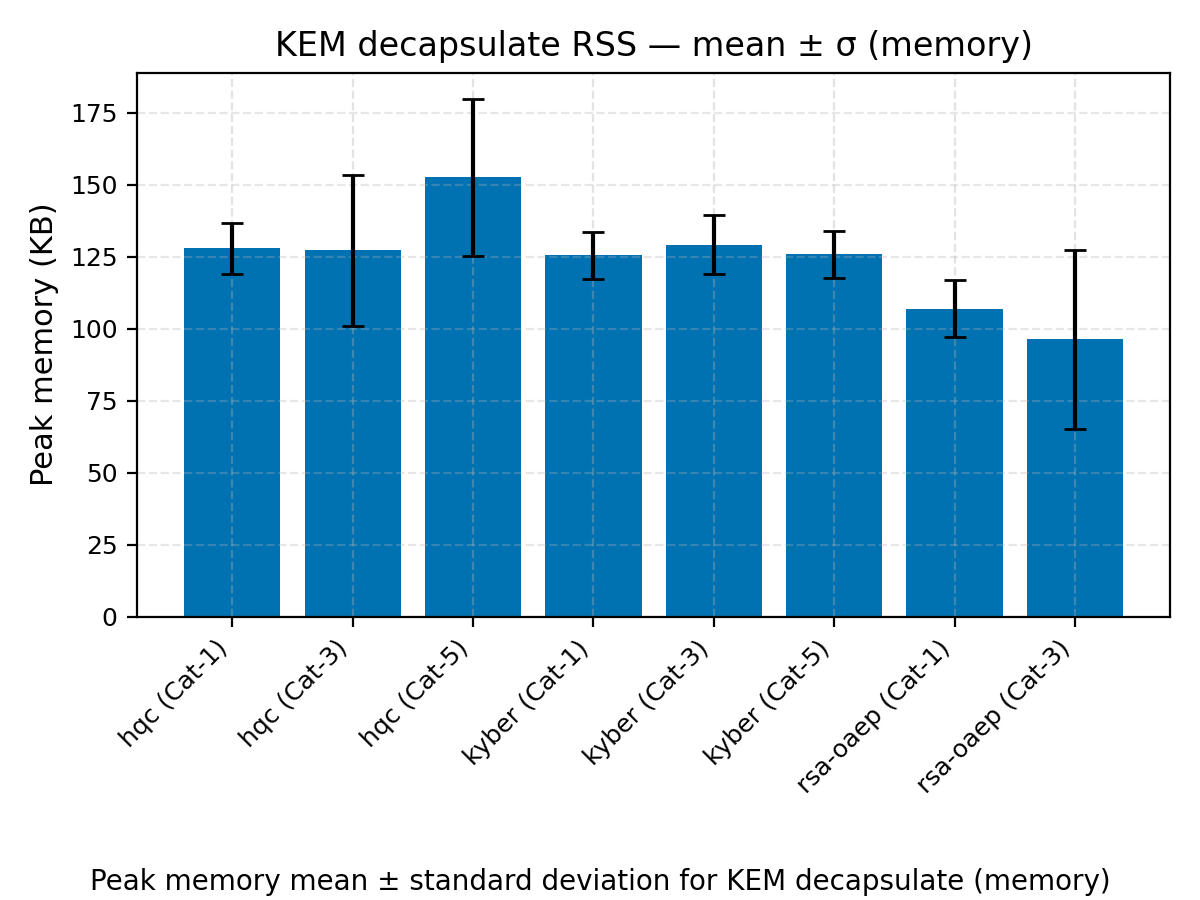 KEM decapsulate RSS — mean ± σ (memory)
Peak memory (KB)
175
150
125
100
75
50
25
0
hqc (Cat-1)
hqc (Cat-3)
hqc (Cat-5)
kyber (Cat-1)
kyber (Cat-3)
kyber (Cat-5)
rsa-oaep (Cat-1)
rsa-oaep (Cat-3)
Peak memory mean ± standard deviation for KEM decapsulate (memory)